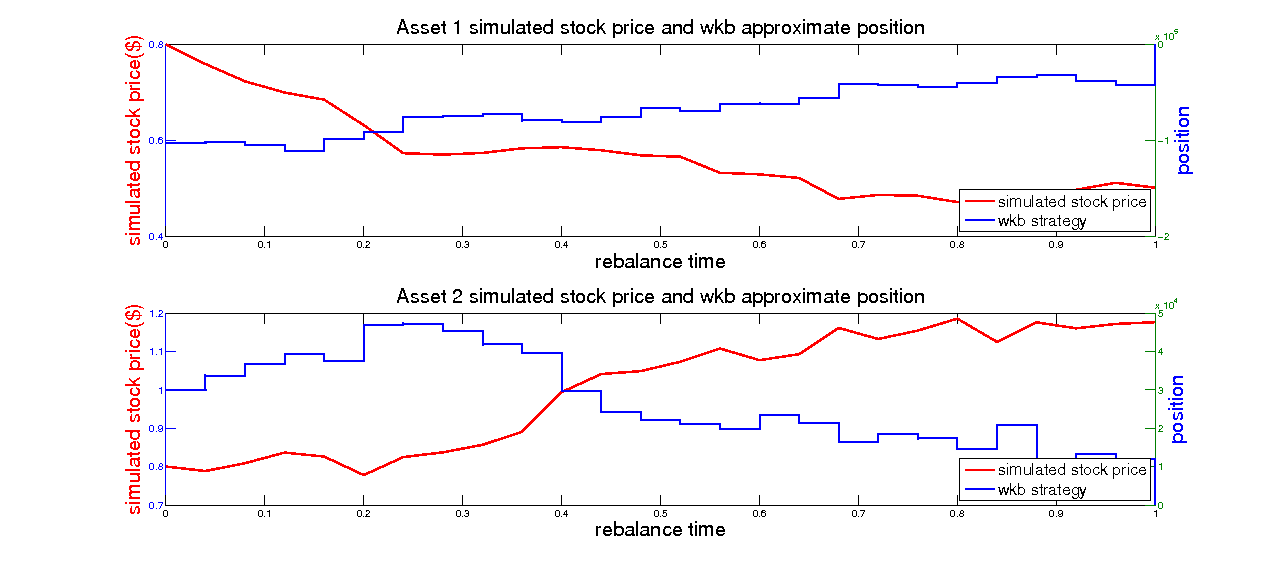 Asset 1 simulated stock price and wkb approximate position
x 10^5
simulated stock price($)
0.8
0.6
0.4
0
-1
-2
position
simulated stock price
wkb strategy
0 0.1 0.2 0.3 0.4 0.5 0.6 0.7 0.8 0.9 1
rebalance time
Asset 2 simulated stock price and wkb approximate position
x 10^4
simulated stock price($)
1.2
1.1
1
0.9
0.8
0.7
5
4
3
2
1
0
position
simulated stock price
wkb strategy
0 0.1 0.2 0.3 0.4 0.5 0.6 0.7 0.8 0.9 1
rebalance time